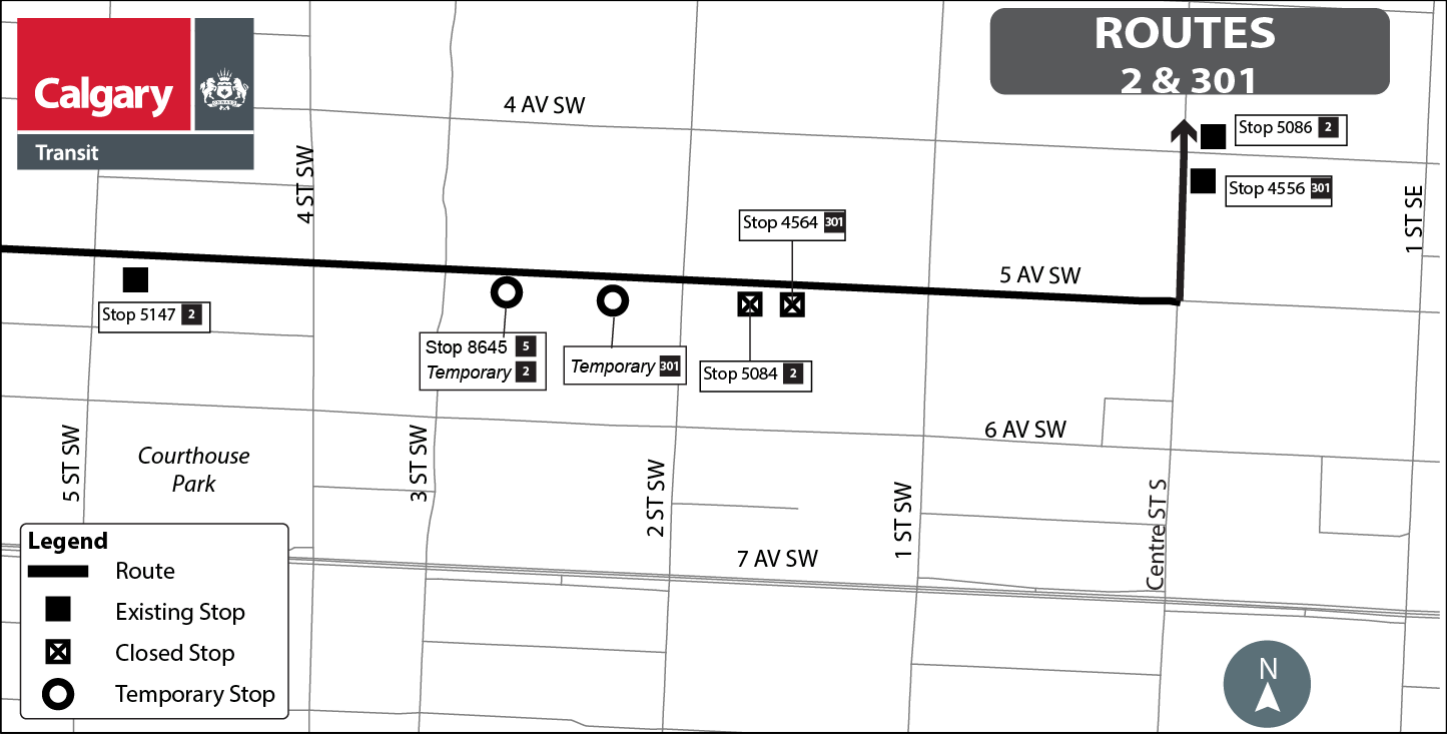 Calgary
Transit
ROUTES
2 & 301
4 AV SW
Stop 5086 2
Stop 4556 301
4 ST SW
1 ST SE
Stop 4564 301
5 AV SW
Stop 5147 2
Stop 8645 5
Temporary 2
Temporary 301
Stop 5084 2
6 AV SW
Courthouse
Park
5 ST SW
3 ST SW
2 ST SW
1 ST SW
Centre ST S
7 AV SW
Legend
Route
Existing Stop
Closed Stop
Temporary Stop
N